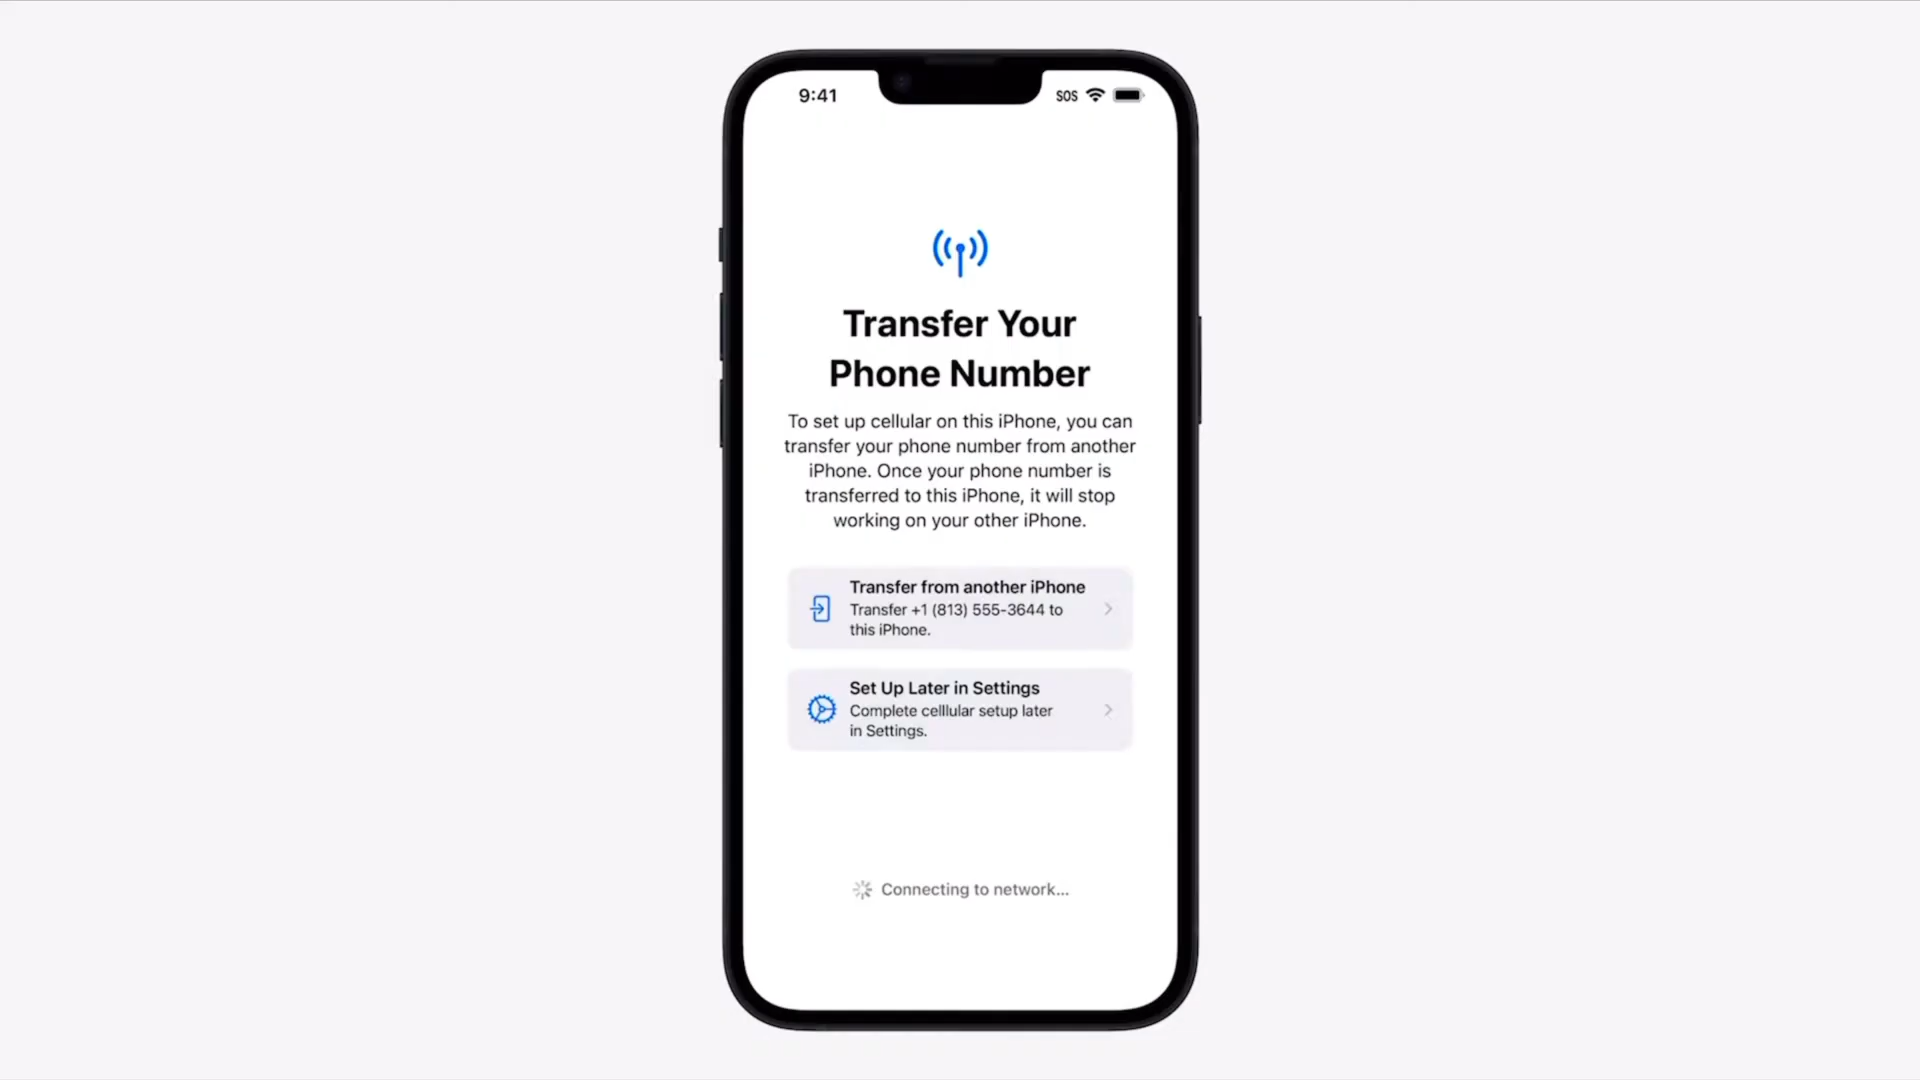 9:41 SOS
Transfer Your
Phone Number
To set up cellular on this iPhone, you can
transfer your phone number from another
iPhone. Once your phone number is
transferred to this iPhone, it will stop
working on your other iPhone.
Transfer from another iPhone
Transfer +1 (813) 555-3644 to
this iPhone.
Set Up Later in Settings
Complete celllular setup later
in Settings.
Connecting to network...